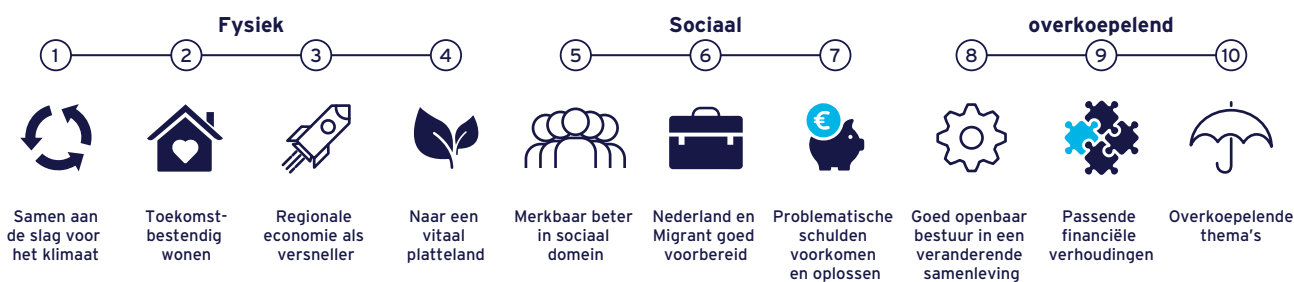 Fysiek
Sociaal
overkoepelend
1
2
3
4
5
6
7
8
9
10
€
Samen aan
de slag voor
het klimaat
Toekomst-
bestendig
wonen
Regionale
economie als
versneller
Naar een
vitaal
platteland
Merkbaar beter
in sociaal
domein
Nederland en
Migrant goed
voorbereid
Problematische
schulden
voorkomen
en oplossen
Goed openbaar
bestuur in een
veranderende
samenleving
Passende
financiële
verhoudingen
Overkoepelende
thema's